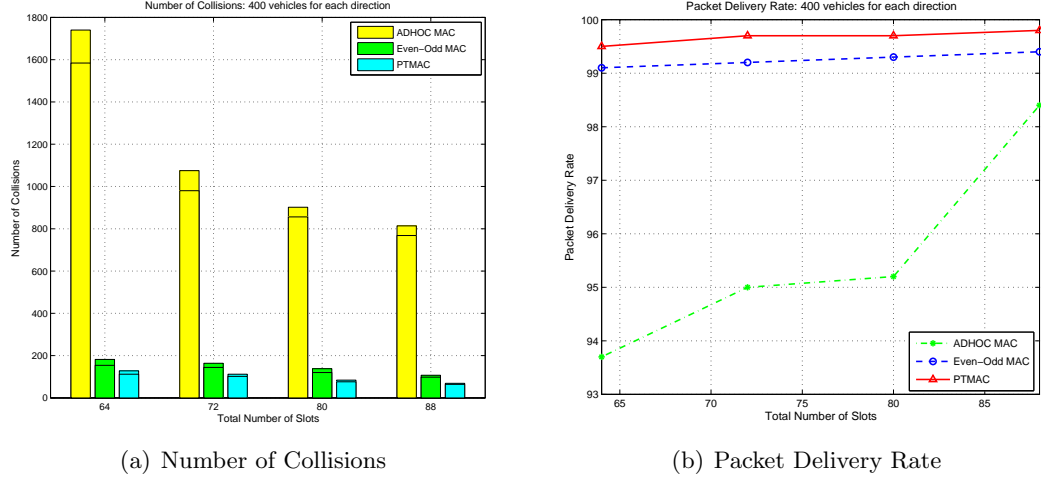 Number of Collisions: 400 vehicles for each direction
1800
1600
1400
1200
1000
800
600
400
200
0
Number of Collisions
64
72
80
88
Total Number of Slots
ADHOC MAC
Even−Odd MAC
PTMAC
(a) Number of Collisions
Packet Delivery Rate: 400 vehicles for each direction
100
99
98
97
96
95
94
93
Packet Delivery Rate
65
70
75
80
85
Total Number of Slots
ADHOC MAC
Even−Odd MAC
PTMAC
(b) Packet Delivery Rate